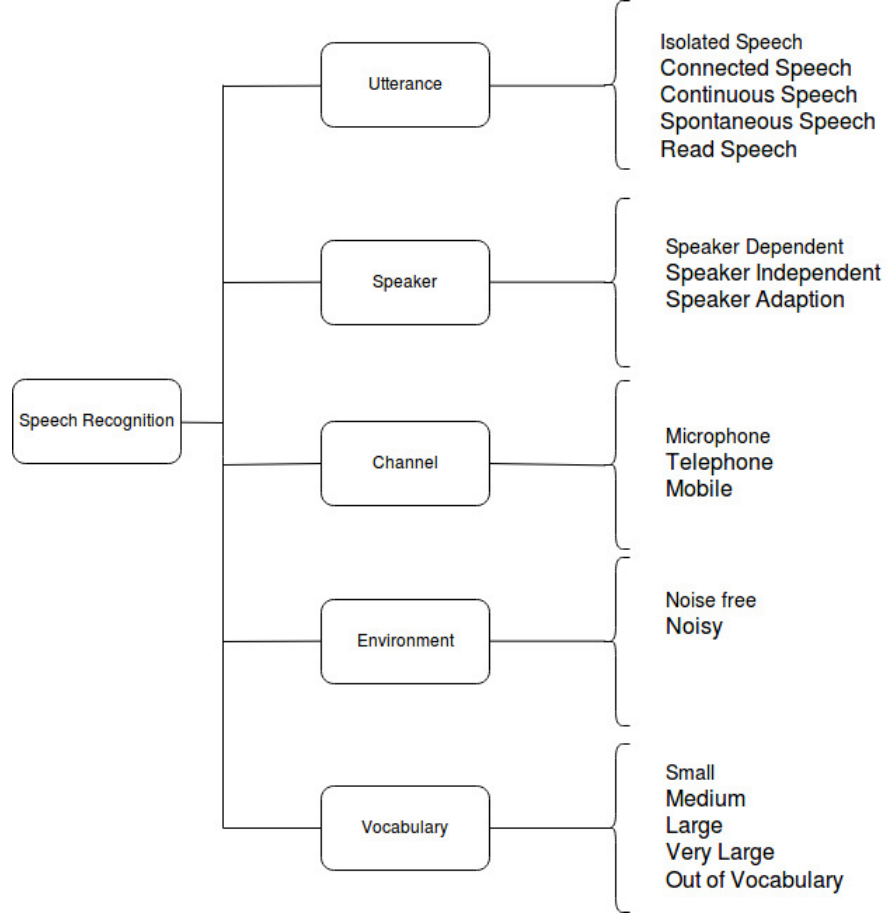 Speech Recognition
Utterance
Isolated Speech
Connected Speech
Continuous Speech
Spontaneous Speech
Read Speech
Speaker
Speaker Dependent
Speaker Independent
Speaker Adaption
Channel
Microphone
Telephone
Mobile
Environment
Noise free
Noisy
Vocabulary
Small
Medium
Large
Very Large
Out of Vocabulary